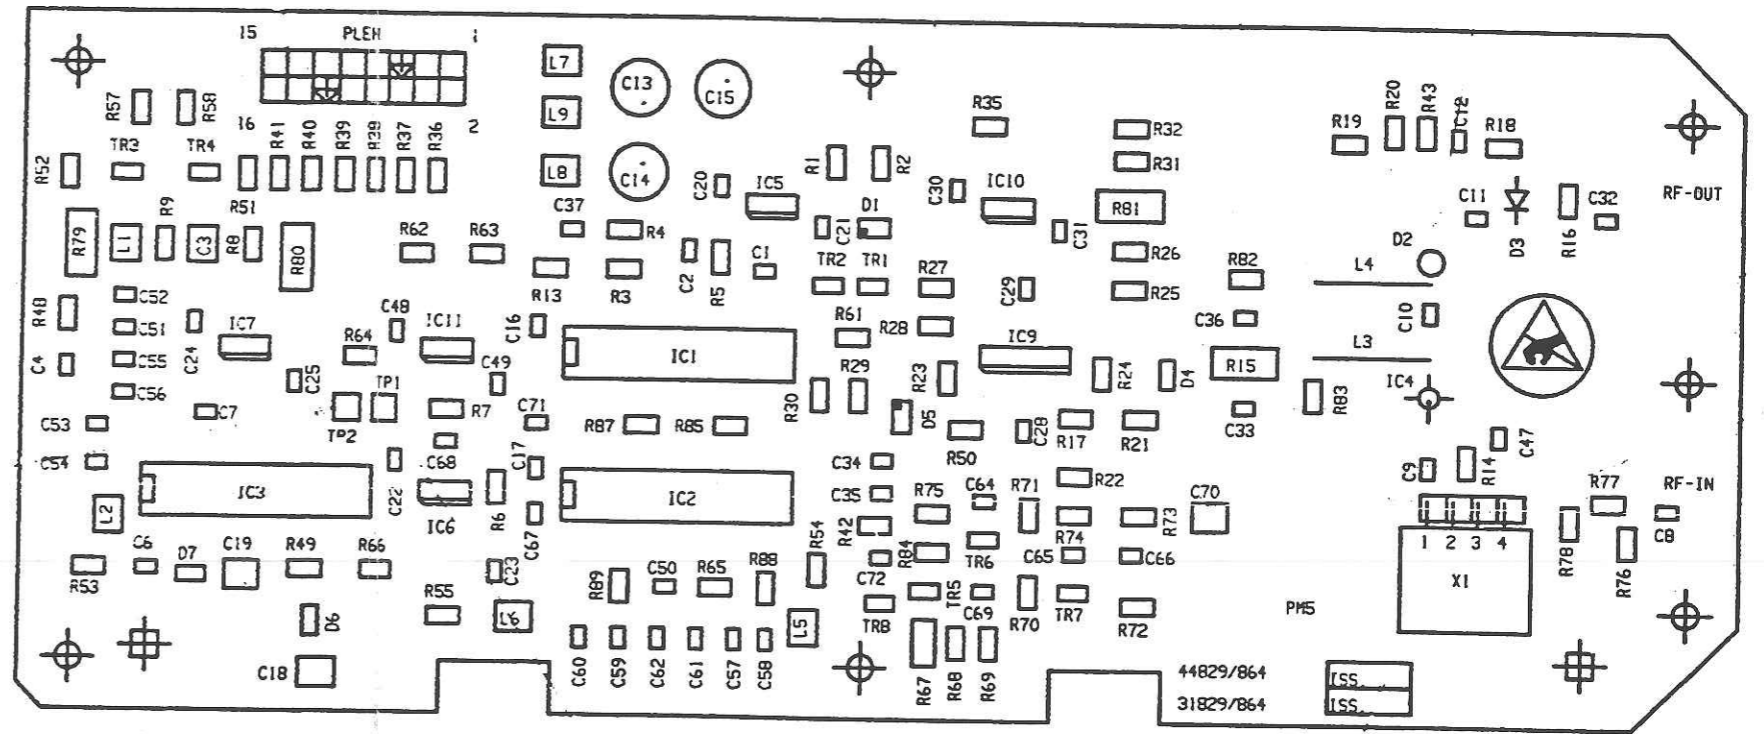 15 PLEH 1
L7
C13 C15
R57 R58
L9
R35
R20 R43 C12
16 R41 R40 R39 R38 R37 R36 2
R32
R19 R18
TR3 TR4
R1 R2
R31
R52
L8 C14
C20 IC5
C30 IC10
R81
C11 C32
RF-OUT
R79 L1 R9 C3 R8 R51 R80
R62 R63
C37 R4
C21 D1
C31
R26
D2 D3 R16
C2 R5 C1
TR2 TR1
R27
R82
L4
R13 R3
C29
R25
C52
R48
C51
C24 IC7
C48 IC11
C16
R61 R28
C36
C10
R64
IC1
IC9
L3
C4 C55
C25
C49
R29 R23
R24 D4
R15
IC4
C56
TP1
R30
R83
C7
TP2
R7 C71
R87 R85
D5
C28
R17 R21
C33
C53
C54
C68
C17
C34
R50
C47
C22
R22
C9 R14
IC3
IC6 R6
IC2
C35
R75 C64 R71
C70
R77
RF-IN
L2
C67
R42
R74 R73
1 2 3 4
R78 C8
R53 C6 D7 C19 R49 R66
C23
R54
R84 TR6
C65 C66
X1
R76
R89 C50 R65 R88
C72
TR5
C69
R55
L6
L5
TR8
R70 TR7 R72
PM5
D6
C18
C60 C59 C62 C61 C57 C58
R67 R68 R69
44829/864 ISS.
31829/864 ISS.